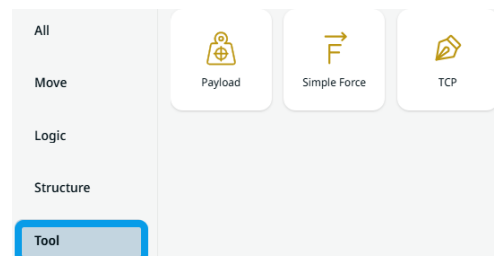 All
Move
Logic
Structure
Tool
F
Payload
Simple Force
TCP